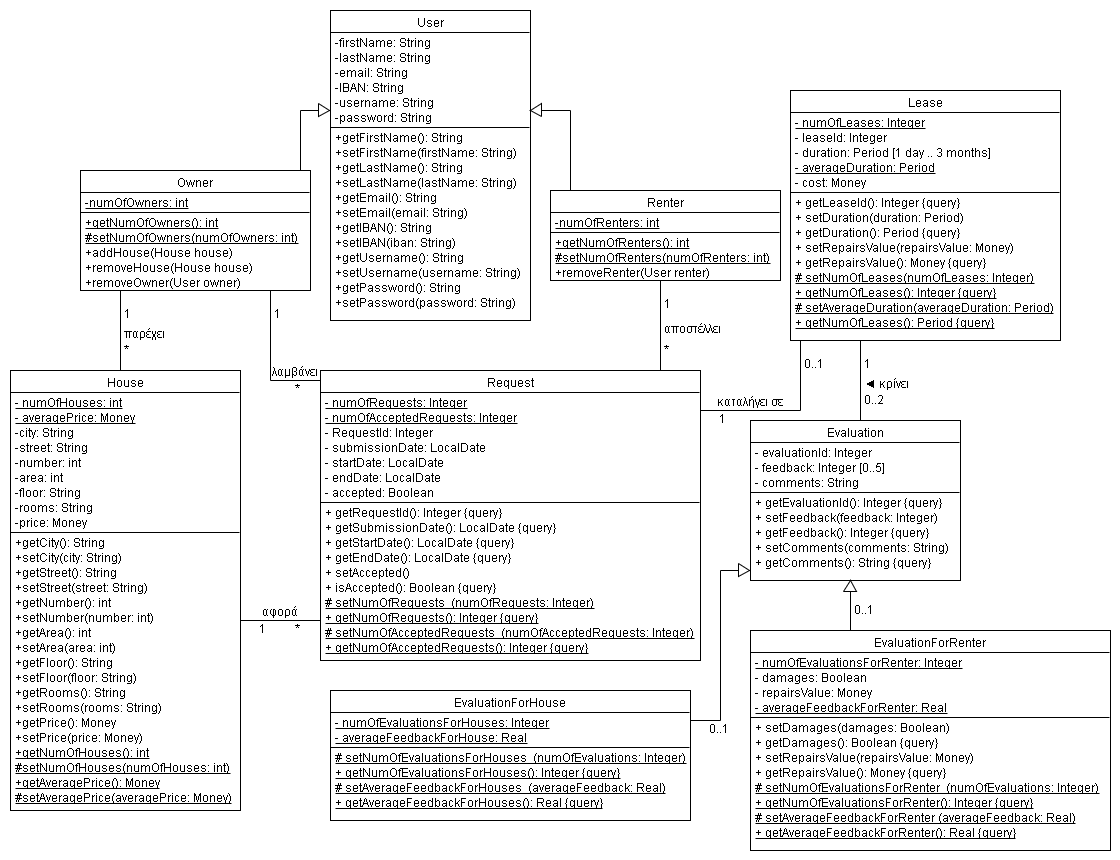 User
-firstName: String
-lastName: String
-email: String
-IBAN: String
-username: String
-password: String
+getFirstName(): String
+setFirstName(firstName: String)
+getLastName(): String
+setLastName(lastName: String)
+getEmail(): String
+setEmail(email: String)
+getIBAN(): String
+setIBAN(iban: String)
+getUsername(): String
+setUsername(username: String)
+getPassword(): String
+setPassword(password: String)
Owner
-numOfOwners: int
+getNumOfOwners(): int
#setNumOfOwners(numOfOwners: int)
+addHouse(House house)
+removeHouse(House house)
+removeOwner(User owner)
Renter
-numOfRenters: int
+getNumOfRenters(): int
#setNumOfRenters(numOfRenters: int)
+removeRenter(User renter)
Lease
- numOfLeases: Integer
- leaseId: Integer
- duration: Period [1 day .. 3 months]
- averageDuration: Period
- cost: Money
+ getLeaseId(): Integer {query}
+ setDuration(duration: Period)
+ getDuration(): Period {query}
+ setRepairsValue(repairsValue: Money)
+ getRepairsValue(): Money {query}
# setNumOfLeases(numOfLeases: Integer)
+ getNumOfLeases(): Integer {query}
# setAverageDuration(averageDuration: Period)
+ getNumOfLeases(): Period {query}
1
παρέχει
*
1
λαμβάνει
*
1
αποστέλλει
*
0..1
καταλήγει σε
1
1
κρίνει
0..2
House
- numOfHouses: int
- averagePrice: Money
-city: String
-street: String
-number: int
-area: int
-floor: String
-rooms: String
-price: Money
+getCity(): String
+setCity(city: String)
+getStreet(): String
+setStreet(street: String)
+getNumber(): int
+setNumber(number: int)
+getArea(): int
+setArea(area: int)
+getFloor(): String
+setFloor(floor: String)
+getRooms(): String
+setRooms(rooms: String)
+getPrice(): Money
+setPrice(price: Money)
+getNumOfHouses(): int
#setNumOfHouses(numOfHouses: int)
+getAveragePrice(): Money
#setAveragePrice(averagePrice: Money)
αφορά
1
*
Request
- numOfRequests: Integer
- numOfAcceptedRequests: Integer
- RequestId: Integer
- submissionDate: LocalDate
- startDate: LocalDate
- endDate: LocalDate
- accepted: Boolean
+ getRequestId(): Integer {query}
+ getSubmissionDate(): LocalDate {query}
+ getStartDate(): LocalDate {query}
+ getEndDate(): LocalDate {query}
+ setAccepted()
+ isAccepted(): Boolean {query}
# setNumOfRequests (numOfRequests: Integer)
+ getNumOfRequests(): Integer {query}
# setNumOfAcceptedRequests (numOfAcceptedRequests: Integer)
+ getNumOfAcceptedRequests(): Integer {query}
Evaluation
- evaluationId: Integer
- feedback: Integer [0..5]
- comments: String
+ getEvaluationId(): Integer {query}
+ setFeedback(feedback: Integer)
+ getFeedback(): Integer {query}
+ setComments(comments: String)
+ getComments(): String {query}
0..1
0..1
EvaluationForHouse
- numOfEvaluationsForHouses: Integer
- averageFeedbackForHouse: Real
# setNumOfEvaluationsForHouses (numOfEvaluations: Integer)
+ getNumOfEvaluationsForHouses(): Integer {query}
# setAverageFeedbackForHouses (averageFeedback: Real)
+ getAverageFeedbackForHouses(): Real {query}
EvaluationForRenter
- numOfEvaluationsForRenter: Integer
- damages: Boolean
- repairsValue: Money
- averageFeedbackForRenter: Real
+ setDamages(damages: Boolean)
+ getDamages(): Boolean {query}
+ setRepairsValue(repairsValue: Money)
+ getRepairsValue(): Money {query}
# setNumOfEvaluationsForRenter (numOfEvaluations: Integer)
+ getNumOfEvaluationsForRenter(): Integer {query}
# setAverageFeedbackForRenter (averageFeedback: Real)
+ getAverageFeedbackForRenter(): Real {query}